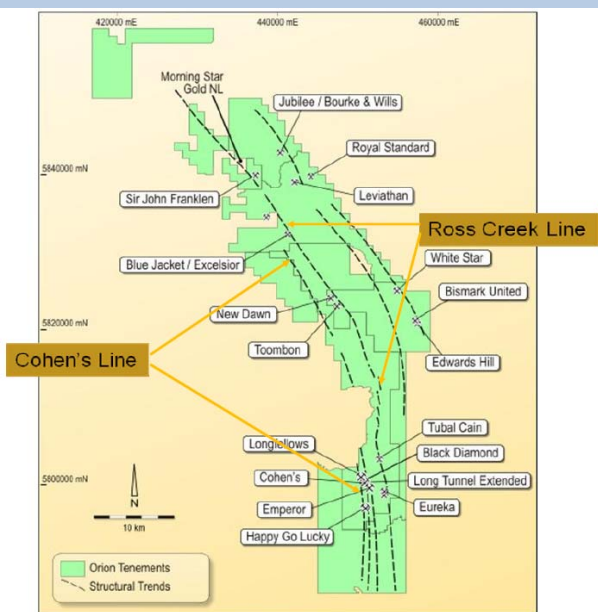 420000 mE
440000 mE
460000 mE
Morning Star
Gold NL
Jubilee / Bourke & Wills
Royal Standard
5840000 mN
Sir John Franklen
Leviathan
Ross Creek Line
Blue Jacket / Excelsior
White Star
Bismark United
New Dawn
5820000 mN
Toombon
Edwards Hill
Cohen's Line
Tubal Cain
Longfellows
Black Diamond
5800000 mN
Cohen's
Long Tunnel Extended
N
Emperor
Eureka
10 km
Happy Go Lucky
Orion Tenements
Structural Trends